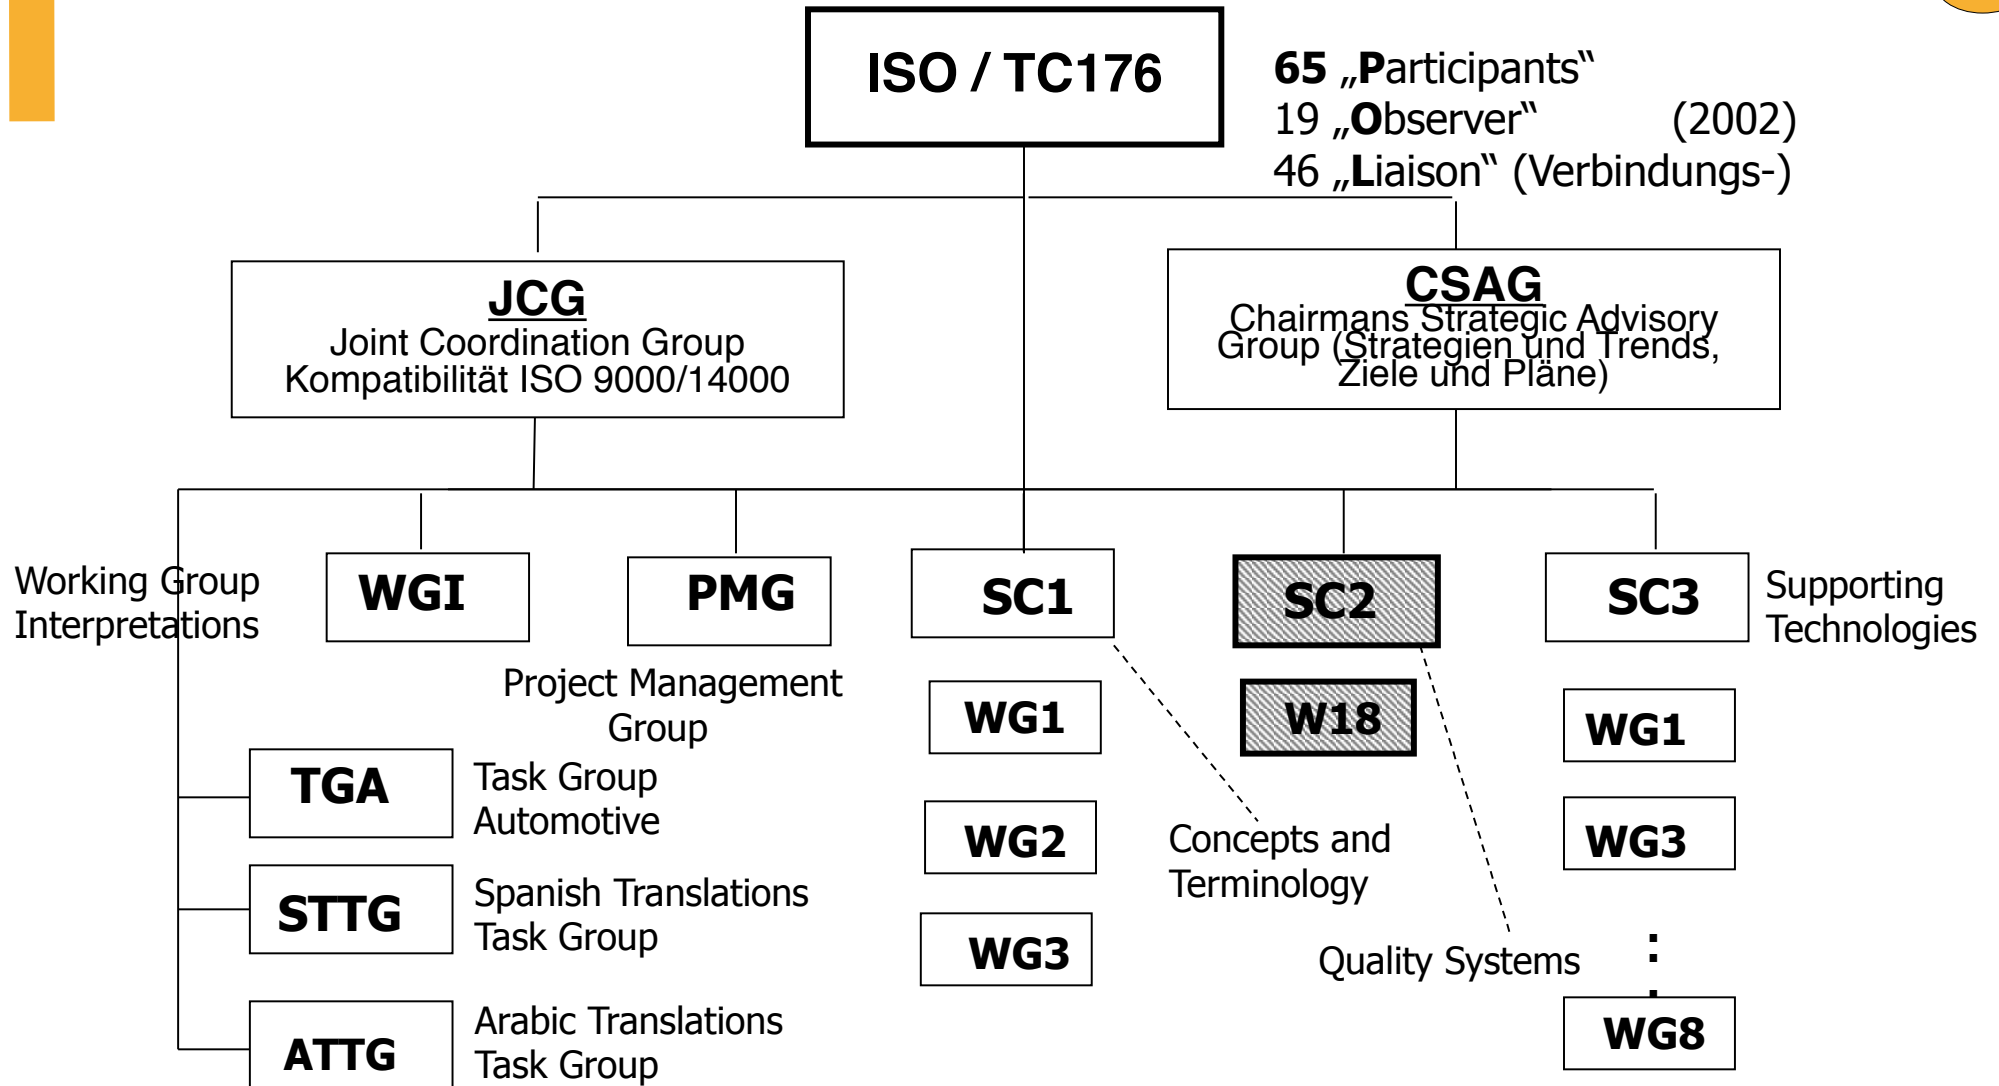 ISO / TC176
65 „Participants“
19 „Observer“ (2002)
46 „Liaison“ (Verbindungs-)
JCG
Joint Coordination Group
Kompatibilität ISO 9000/14000
CSAG
Chairmans Strategic Advisory
Group (Strategien und Trends,
Ziele und Pläne)
Working Group
Interpretations
WGI
PMG
Project Management
Group
SC1
SC2
SC3
Supporting
Technologies
WG1
WG2
WG3
W18
WG1
WG3
:
WG8
Concepts and
Terminology
Quality Systems
TGA
Task Group
Automotive
STTG
Spanish Translations
Task Group
ATTG
Arabic Translations
Task Group